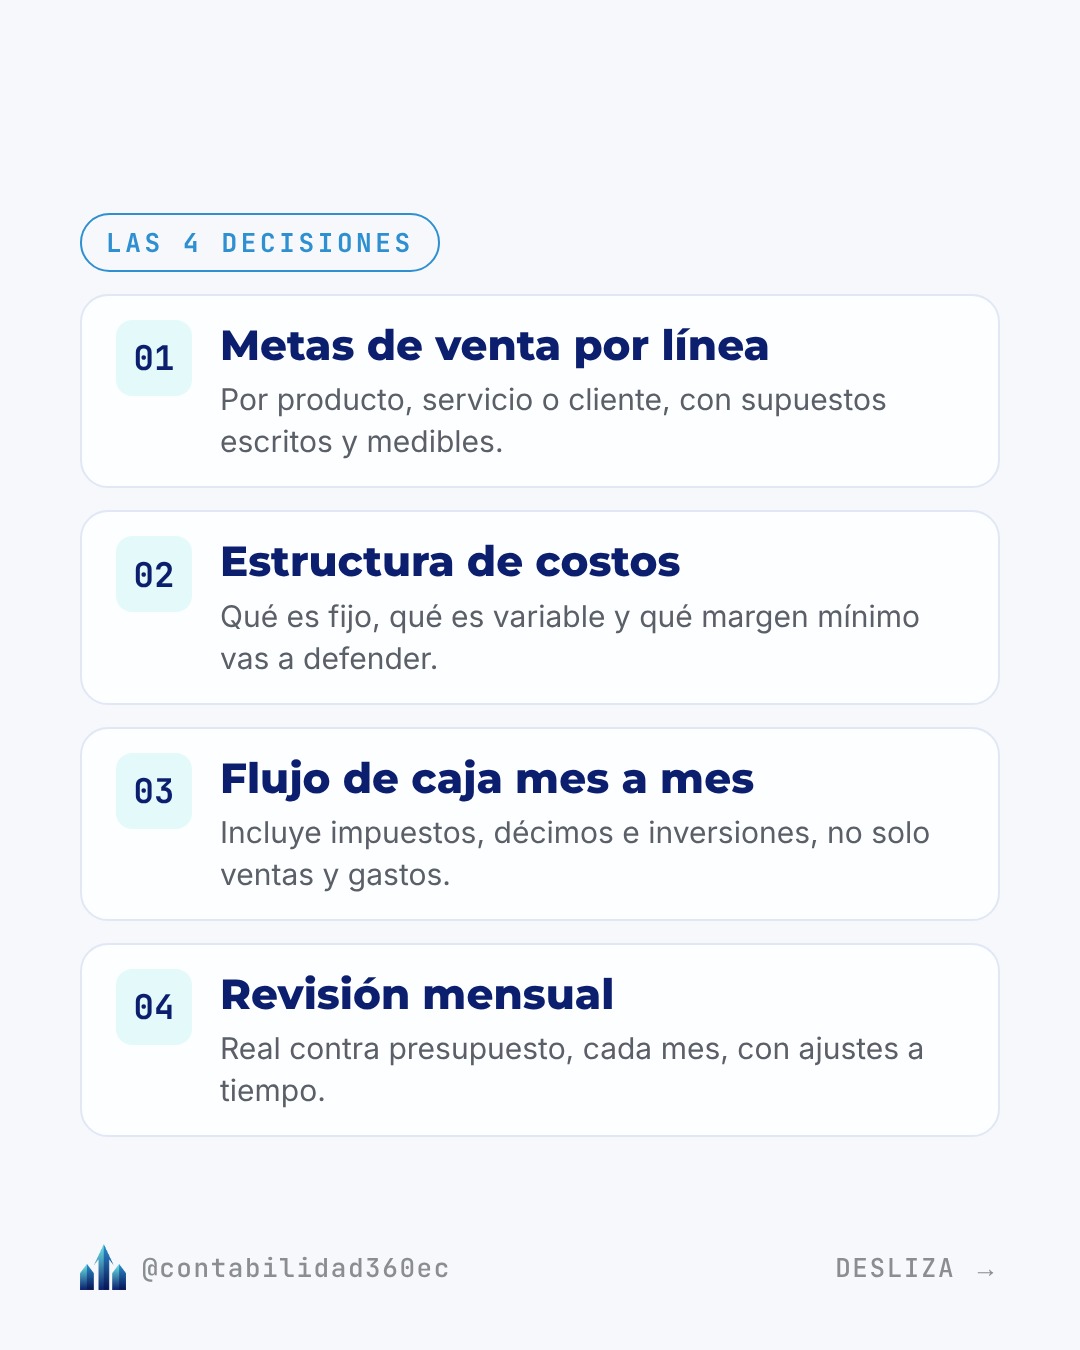 LAS 4 DECISIONES
01
Metas de venta por línea
Por producto, servicio o cliente, con supuestos
escritos y medibles.
02
Estructura de costos
Qué es fijo, qué es variable y qué margen mínimo
vas a defender.
03
Flujo de caja mes a mes
Incluye impuestos, décimos e inversiones, no solo
ventas y gastos.
04
Revisión mensual
Real contra presupuesto, cada mes, con ajustes a
tiempo.
@contabilidad360ec
DESLIZA →